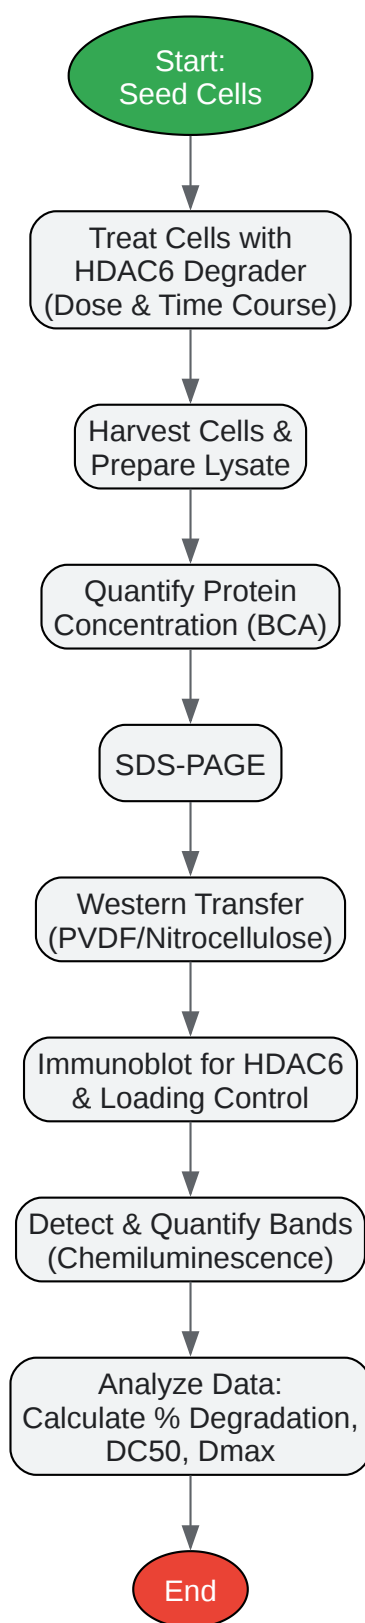 Start:
Seed Cells
Treat Cells with
HDAC6 Degrader
(Dose & Time Course)
Harvest Cells &
Prepare Lysate
Quantify Protein
Concentration (BCA)
SDS-PAGE
Western Transfer
(PVDF/Nitrocellulose)
Immunoblot for HDAC6
& Loading Control
Detect & Quantify Bands
(Chemiluminescence)
Analyze Data:
Calculate % Degradation,
DC50, Dmax
End